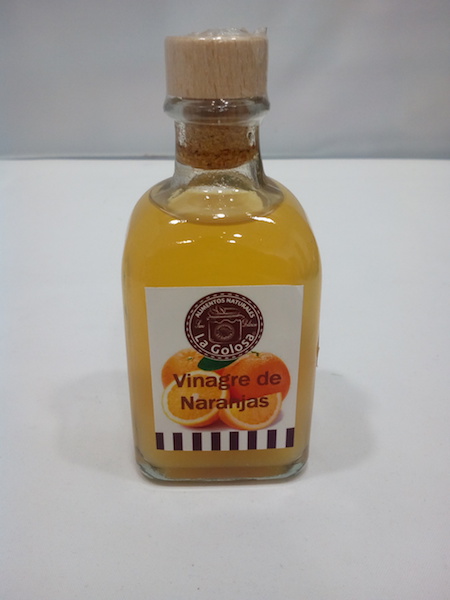 ALIMENTOS NATURALES
La Golosa
Vinagre de
Naranjas